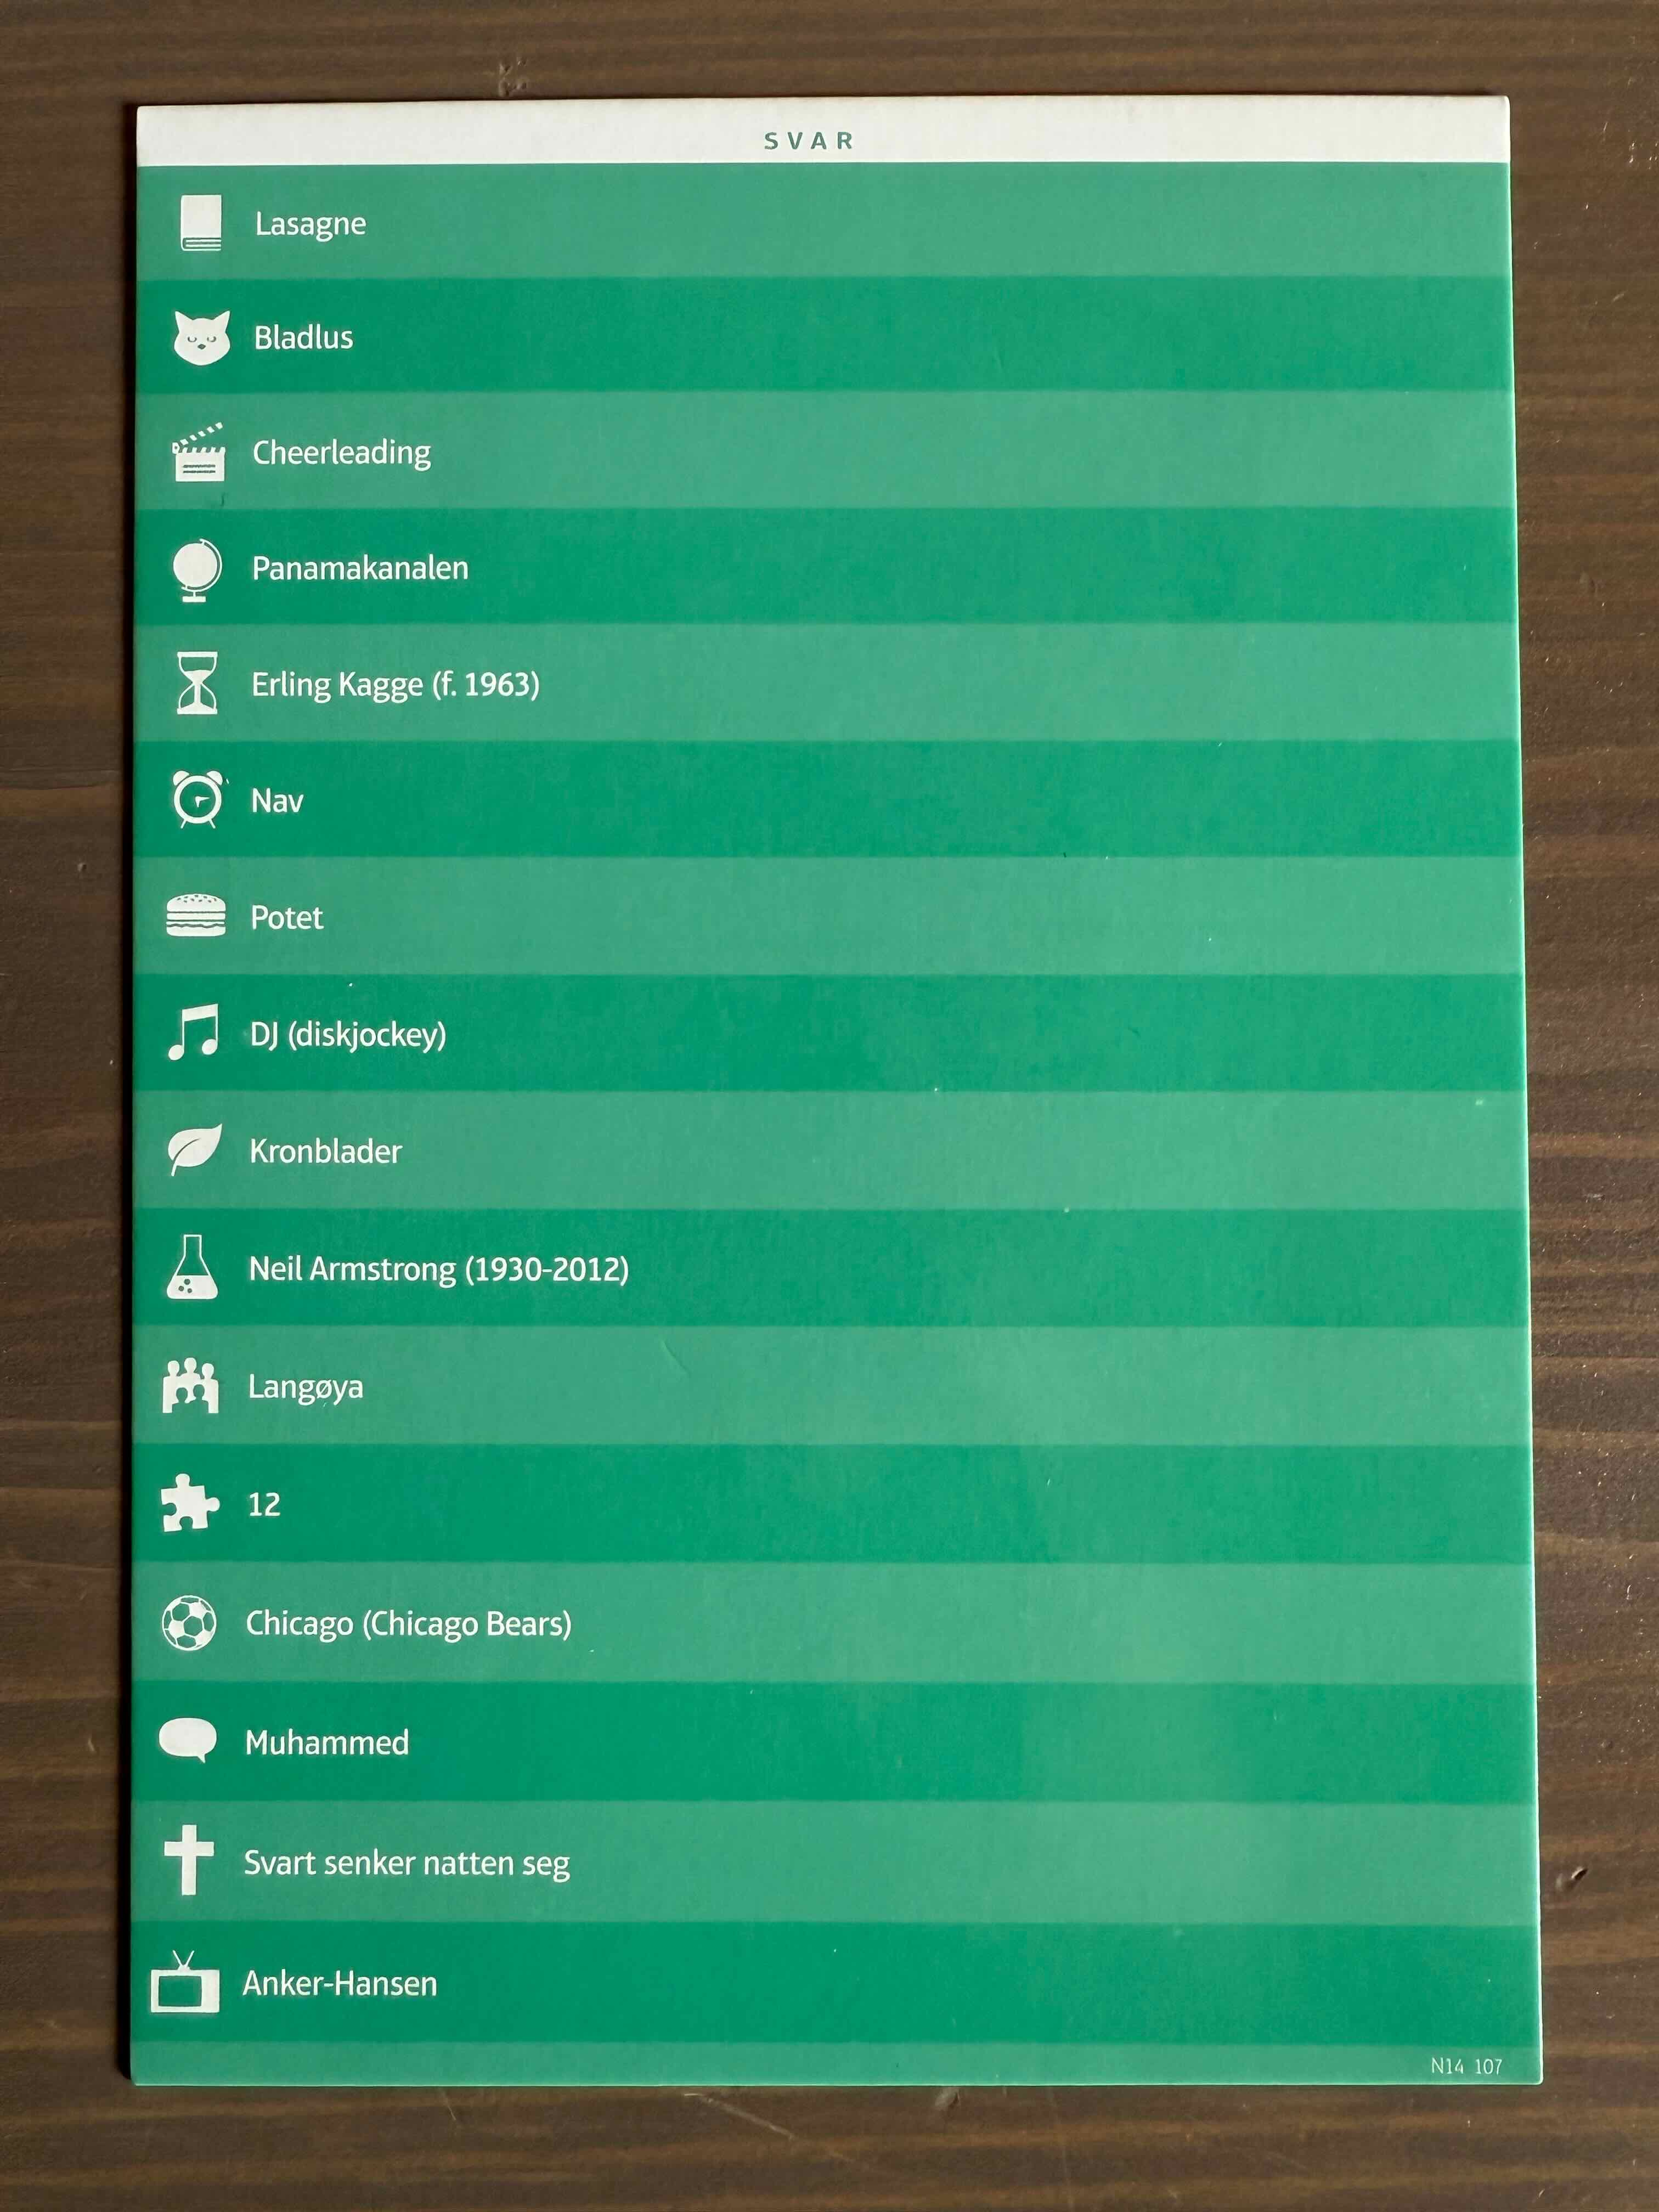 SVAR
Lasagne
Bladlus
Cheerleading
Panamakanalen
Erling Kagge (f. 1963)
Nav
Potet
DJ (diskjockey)
Kronblader
Neil Armstrong (1930-2012)
Langøya
12
Chicago (Chicago Bears)
Muhammed
Svart senker natten seg
Anker-Hansen
N14 107